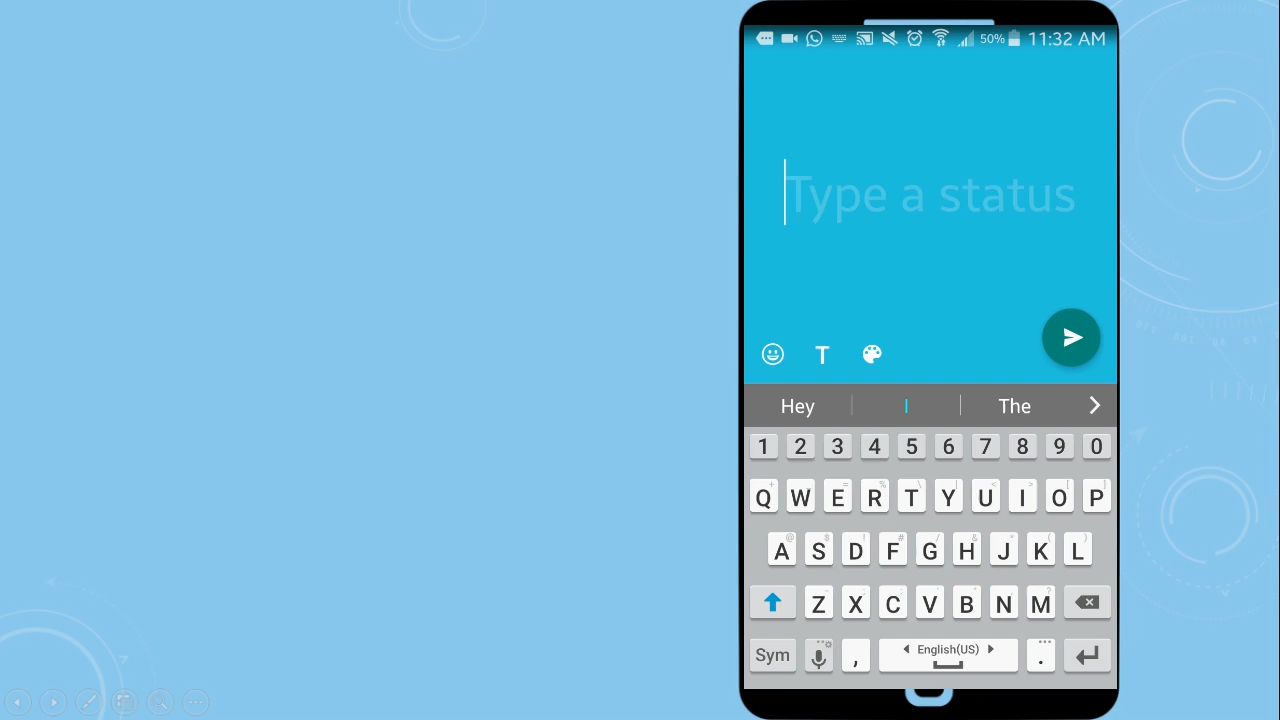 50% 11:32 AM
Type a status
T
Hey I The
1 2 3 4 5 6 7 8 9 0
Q W E R T Y U I O P
A S D F G H J K L
Z X C V B N M
Sym , English(US) .